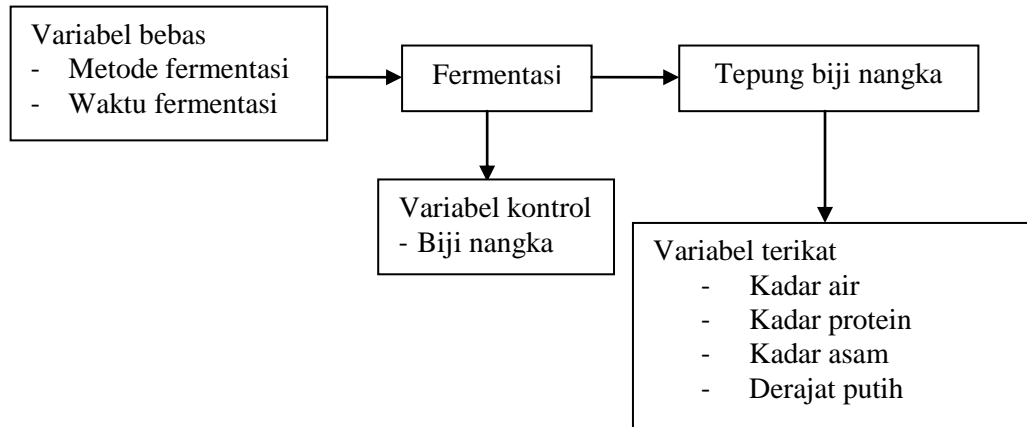 Variabel bebas
- Metode fermentasi
- Waktu fermentasi
Fermentasi
Tepung biji nangka
Variabel kontrol
- Biji nangka
Variabel terikat
- Kadar air
- Kadar protein
- Kadar asam
- Derajat putih